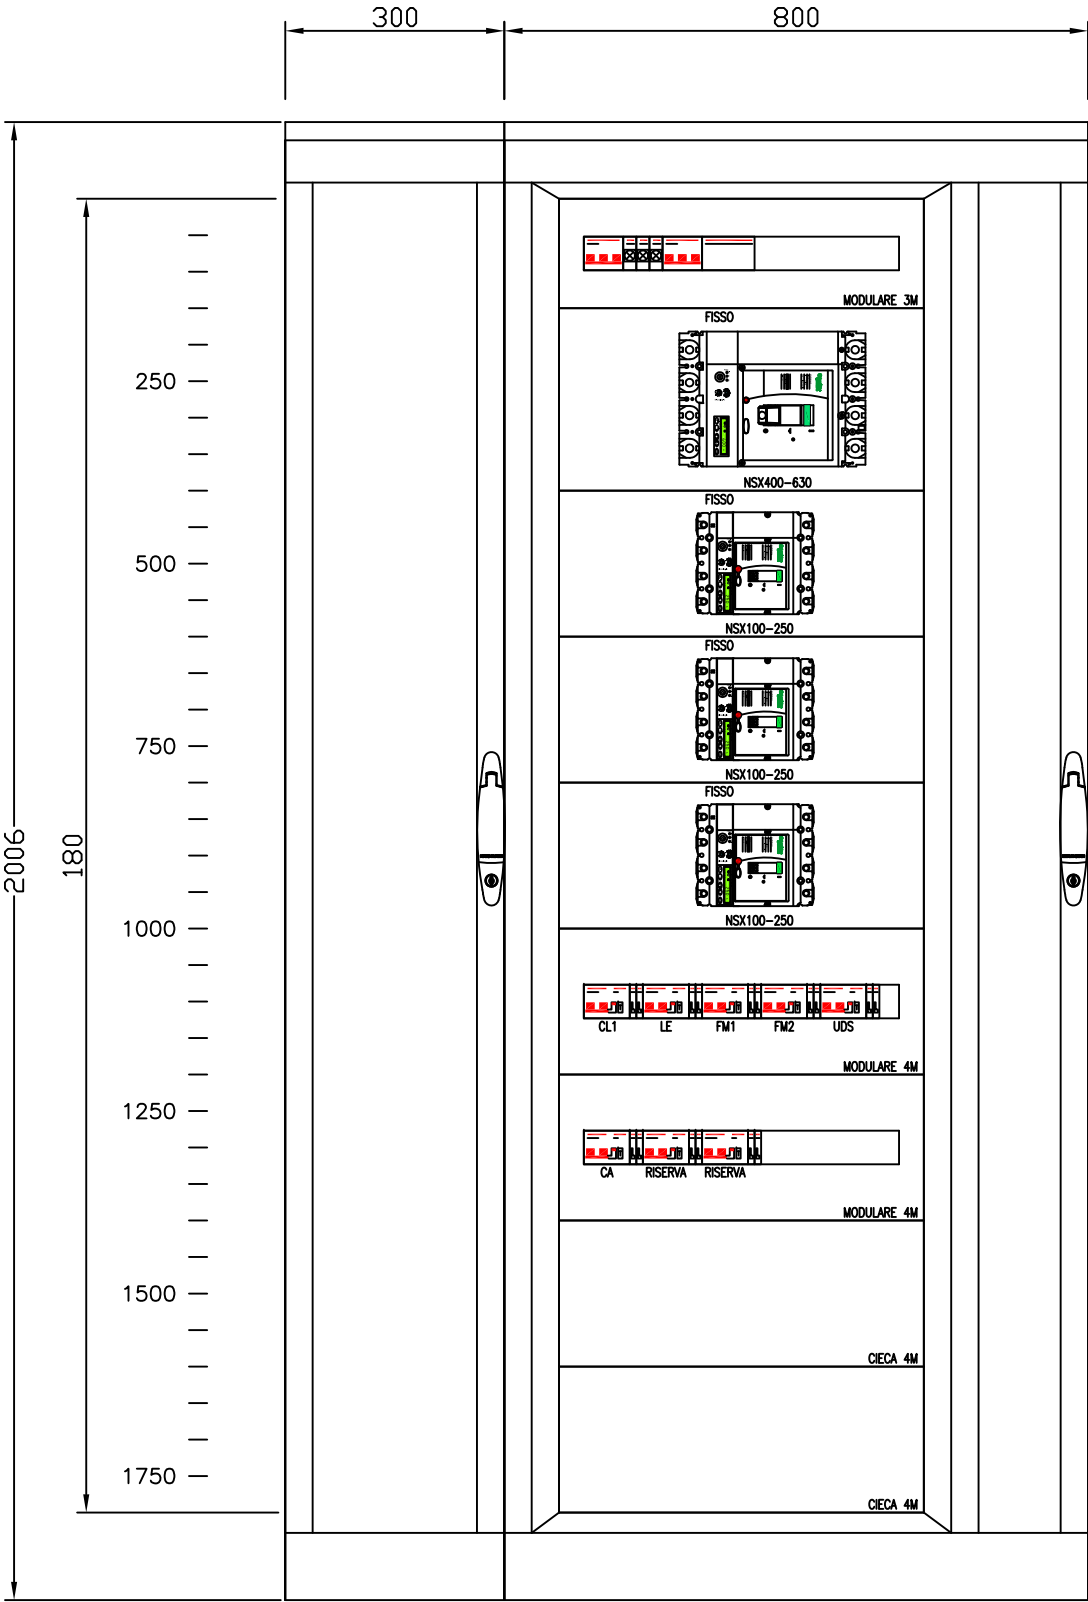 300 800
MODULARE 3M
FISSO
250
NSX400-630
FISSO
500
NSX100-250
FISSO
750
NSX100-250
FISSO
2006
180
NSX100-250
1000
CL1 LE FM1 FM2 UDS
MODULARE 4M
1250
CA RISERVA RISERVA
MODULARE 4M
1500
CIECA 4M
1750
CIECA 4M